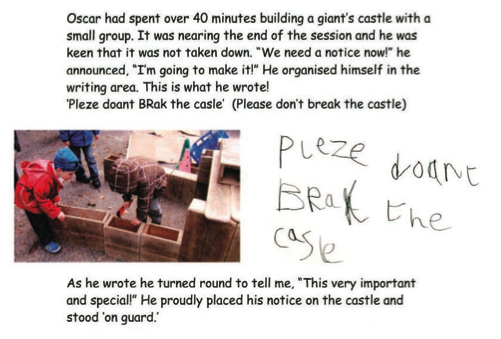 Oscar had spent over 40 minutes building a giant's castle with a
small group. It was nearing the end of the session and he was
keen that it was not taken down. "We need a notice now!" he
announced, "I'm going to make it!" He organised himself in the
writing area. This is what he wrote!
'Pleze doant BRak the casle' (Please don't break the castle)
Pleze doant
BRaK the
casle
As he wrote he turned round to tell me, "This very important
and special!" He proudly placed his notice on the castle and
stood 'on guard.'